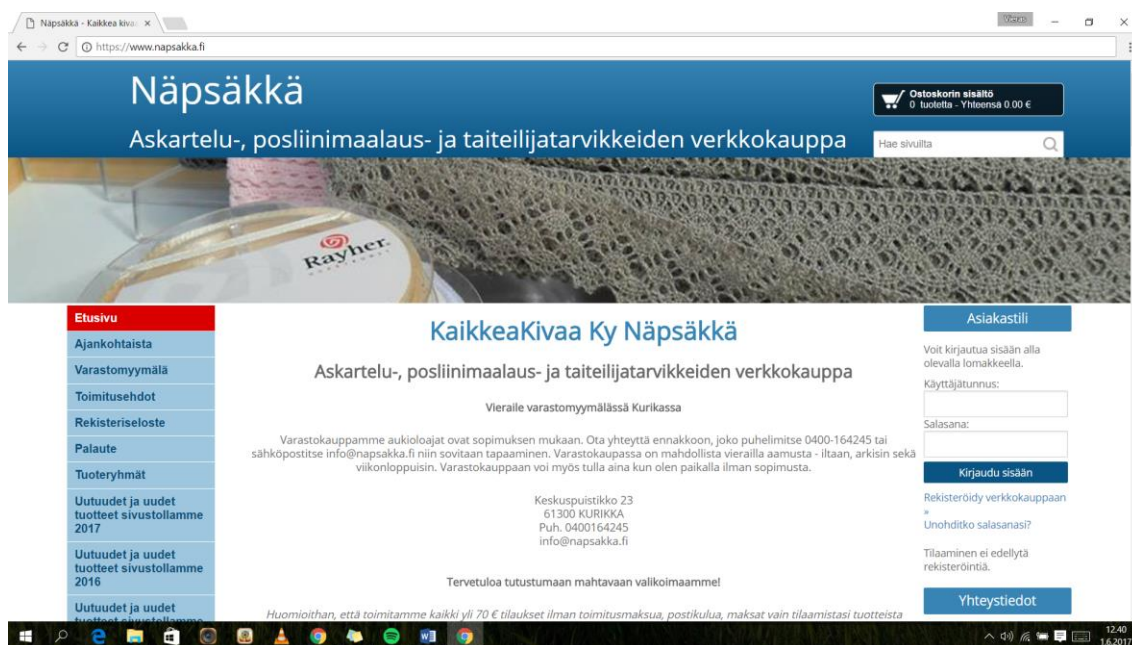 Näpsäkkä - Kaikkea kiva
Vieras
https://www.napsakka.fi
Näpsäkkä
Ostoskorin sisältö
0 tuotetta - Yhteensä 0.00 €
Askartelu-, posliinimaalaus- ja taiteilijatarvikkeiden verkkokauppa
Hae sivuilta
Rayher.
Etusivu
Ajankohtaista
Varastomyymälä
Toimitusehdot
Rekisteriseloste
Palaute
Tuoteryhmät
Uutuudet ja uudet
tuotteet sivustollamme
2017
Uutuudet ja uudet
tuotteet sivustollamme
2016
Uutuudet ja uudet
tuotteet sivustollamme
KaikkeaKivaa Ky Näpsäkkä
Askartelu-, posliinimaalaus- ja taiteilijatarvikkeiden verkkokauppa
Vieraile varastomyymälässä Kurikassa
Varastokauppamme aukioloajat ovat sopimuksen mukaan. Ota yhteyttä ennakkoon, joko puhelimitse 0400-164245 tai
sähköpostitse info@napsakka.fi niin sovitaan tapaaminen. Varastokaupassa on mahdollista vierailla aamusta - iltaan, arkisin sekä
viikonloppuisin. Varastokauppaan voi myös tulla aina kun olen paikalla ilman sopimusta.
Keskuspuistikko 23
61300 KURIKKA
Puh. 0400164245
info@napsakka.fi
Tervetuloa tutustumaan mahtavaan valikoimaamme!
Huomioithan, että toimitamme kaikki yli 70 € tilaukset ilman toimitusmaksua, postikulua, maksat vain tilaamistasi tuotteista
Asiakastili
Voit kirjautua sisään alla
olevalla lomakkeella.
Käyttäjätunnus:
Salasana:
Kirjaudu sisään
Rekisteröidy verkkokauppaan
»
Unohditko salasanasi?
Tilaaminen ei edellytä
rekisteröintiä.
Yhteystiedot
12.40
1.6.2017